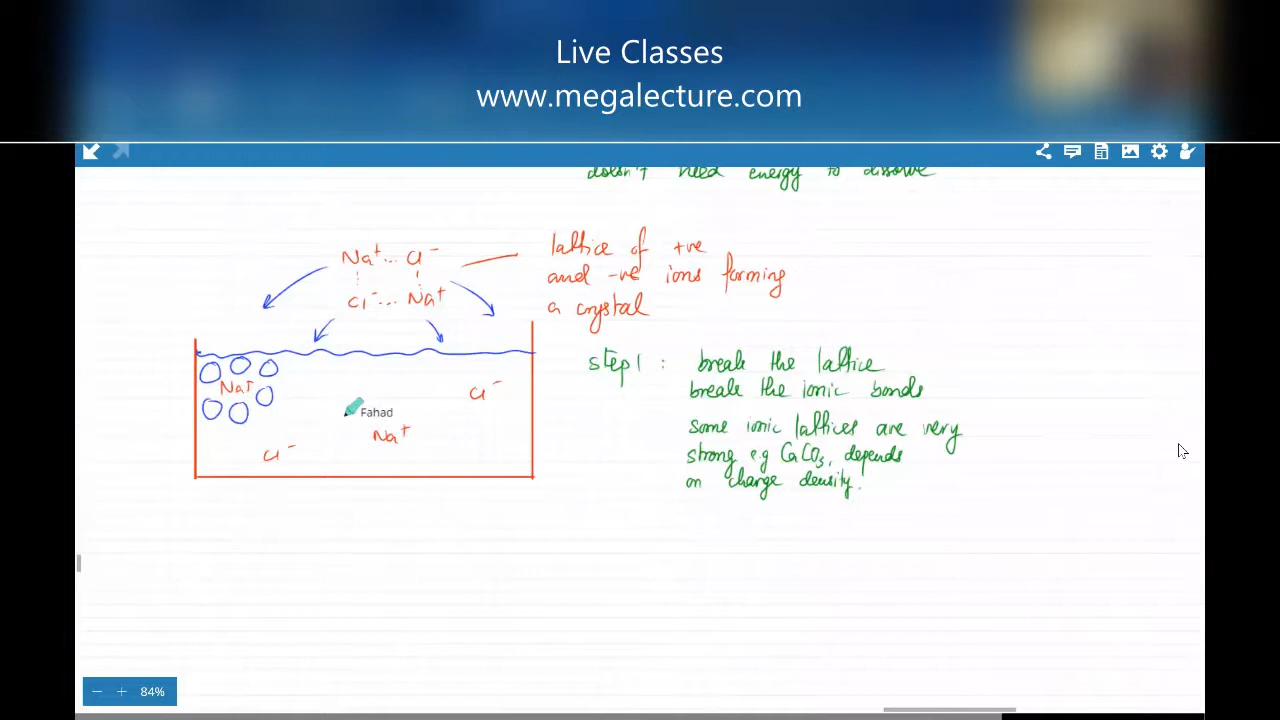 Live Classes
www.megalecture.com
doesn't need energy to dissolve
Na⁺... Cl⁻
Cl⁻... Na⁺
lattice of +ve
and -ve ions forming
a crystal
step 1 : break the lattice
break the ionic bonds
Na⁺
Cl⁻
Fahad
Na⁺
Cl⁻
some ionic lattices are very
strong e.g CaCO₃, depends
on charge density.
84%